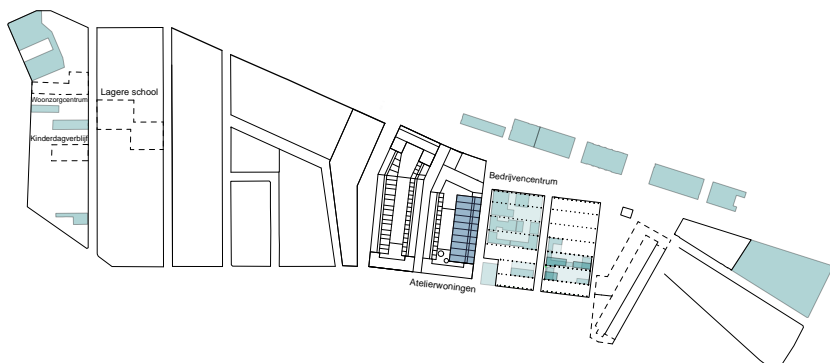 Lagere school
Woonzorgcentrum
Kinderdagverblijf
Bedrijvencentrum
Atelierwoningen